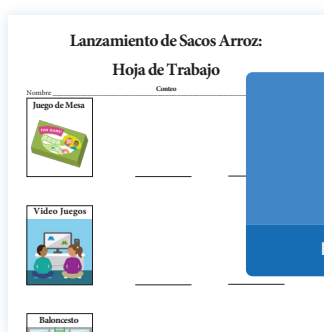 Lanzamiento de Sacos Arroz:
Hoja de Trabajo
Conteo
Nombre
Juego de Mesa
Video Juegos
Baloncesto